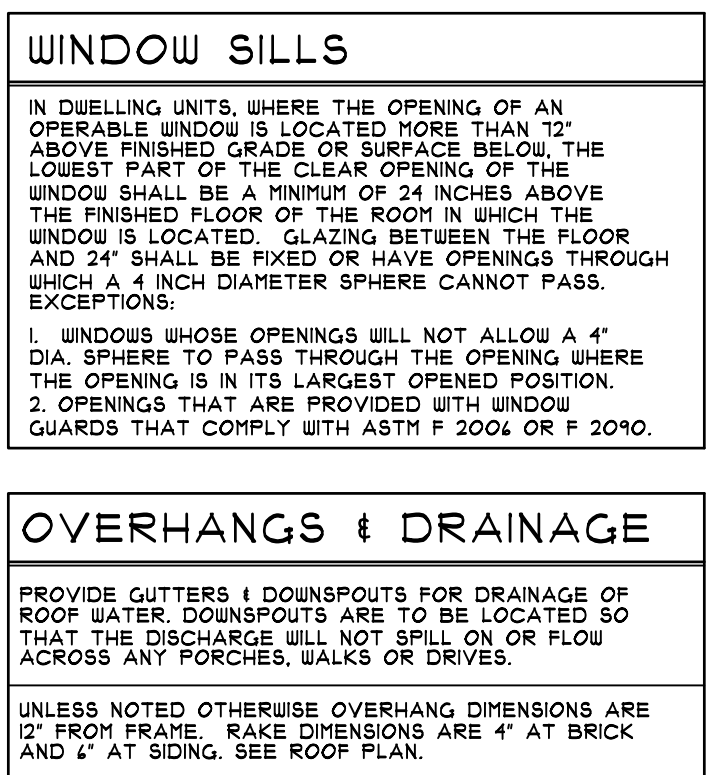 WINDOW SILLS
IN DWELLING UNITS, WHERE THE OPENING OF AN
OPERABLE WINDOW IS LOCATED MORE THAN 72"
ABOVE FINISHED GRADE OR SURFACE BELOW, THE
LOWEST PART OF THE CLEAR OPENING OF THE
WINDOW SHALL BE A MINIMUM OF 24 INCHES ABOVE
THE FINISHED FLOOR OF THE ROOM IN WHICH THE
WINDOW IS LOCATED. GLAZING BETWEEN THE FLOOR
AND 24" SHALL BE FIXED OR HAVE OPENINGS THROUGH
WHICH A 4 INCH DIAMETER SPHERE CANNOT PASS.
EXCEPTIONS:
1. WINDOWS WHOSE OPENINGS WILL NOT ALLOW A 4"
DIA. SPHERE TO PASS THROUGH THE OPENING WHERE
THE OPENING IS IN ITS LARGEST OPENED POSITION.
2. OPENINGS THAT ARE PROVIDED WITH WINDOW
GUARDS THAT COMPLY WITH ASTM F 2006 OR F 2090.
OVERHANGS & DRAINAGE
PROVIDE GUTTERS & DOWNSPOUTS FOR DRAINAGE OF
ROOF WATER. DOWNSPOUTS ARE TO BE LOCATED SO
THAT THE DISCHARGE WILL NOT SPILL ON OR FLOW
ACROSS ANY PORCHES, WALKS OR DRIVES.
UNLESS NOTED OTHERWISE OVERHANG DIMENSIONS ARE
12" FROM FRAME. RAKE DIMENSIONS ARE 4" AT BRICK
AND 6" AT SIDING. SEE ROOF PLAN.